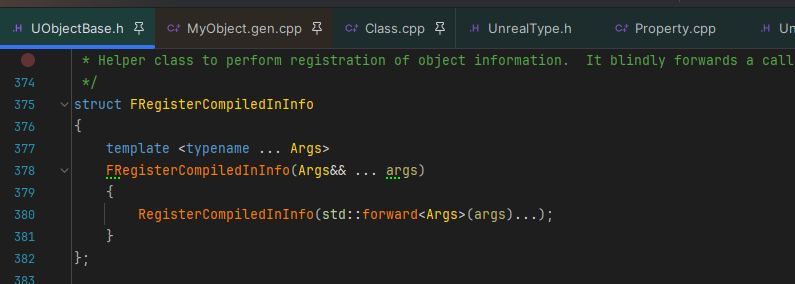 UObjectBase.h MyObject.gen.cpp Class.cpp UnrealType.h Property.cpp Un
* Helper class to perform registration of object information.  It blindly forwards a call
374 */
375 struct FRegisterCompiledInInfo
376 {
377 template <typename ... Args>
378 FRegisterCompiledInInfo(Args&& ... args)
379 {
380 RegisterCompiledInInfo(std::forward<Args>(args)...);
381 }
382 };
383